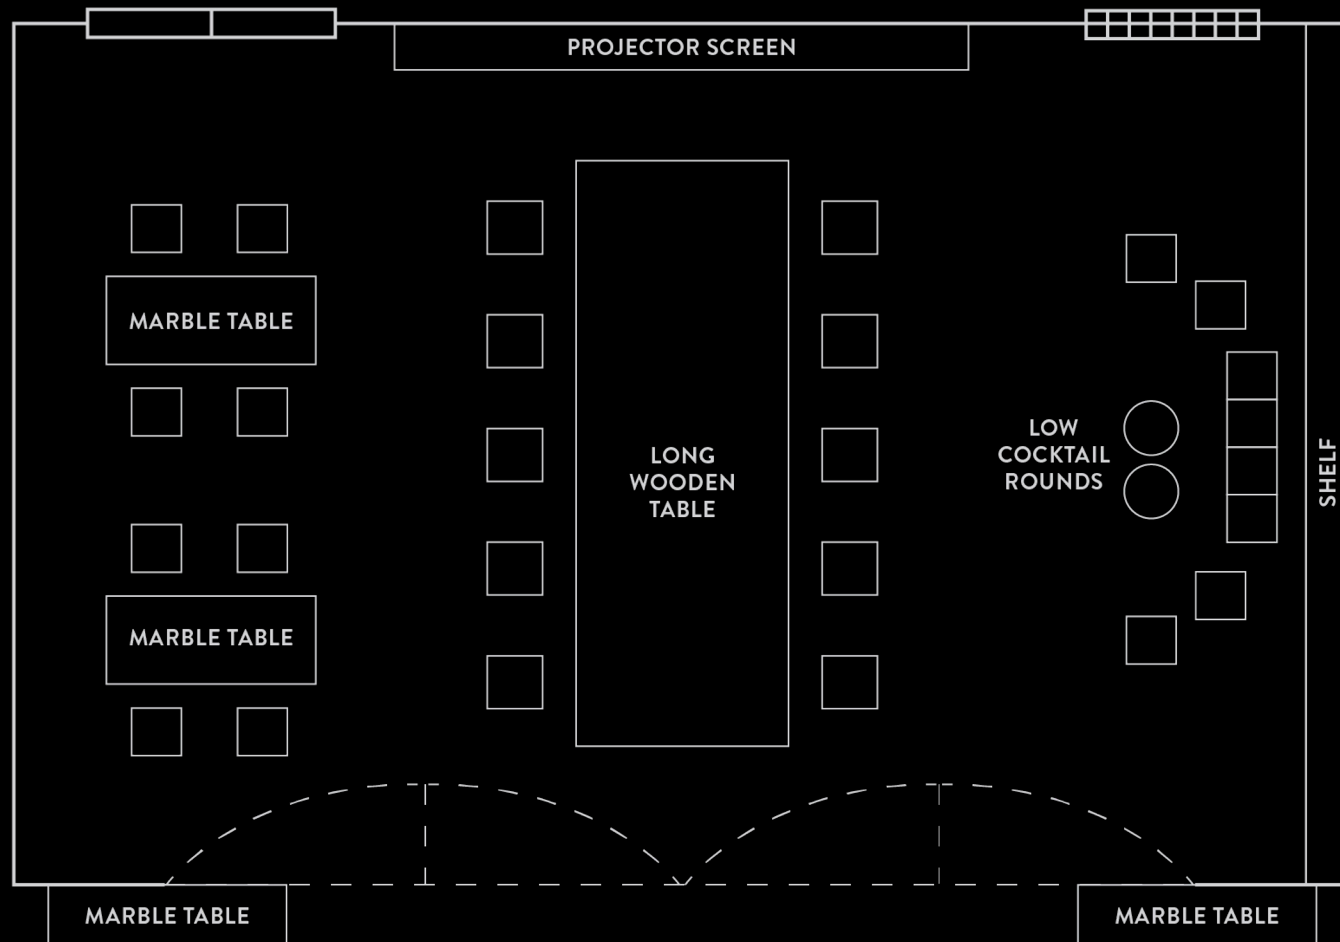 PROJECTOR SCREEN
MARBLE TABLE
LONG
WOODEN
TABLE
LOW
COCKTAIL
ROUNDS
SHELF
MARBLE TABLE
MARBLE TABLE
MARBLE TABLE